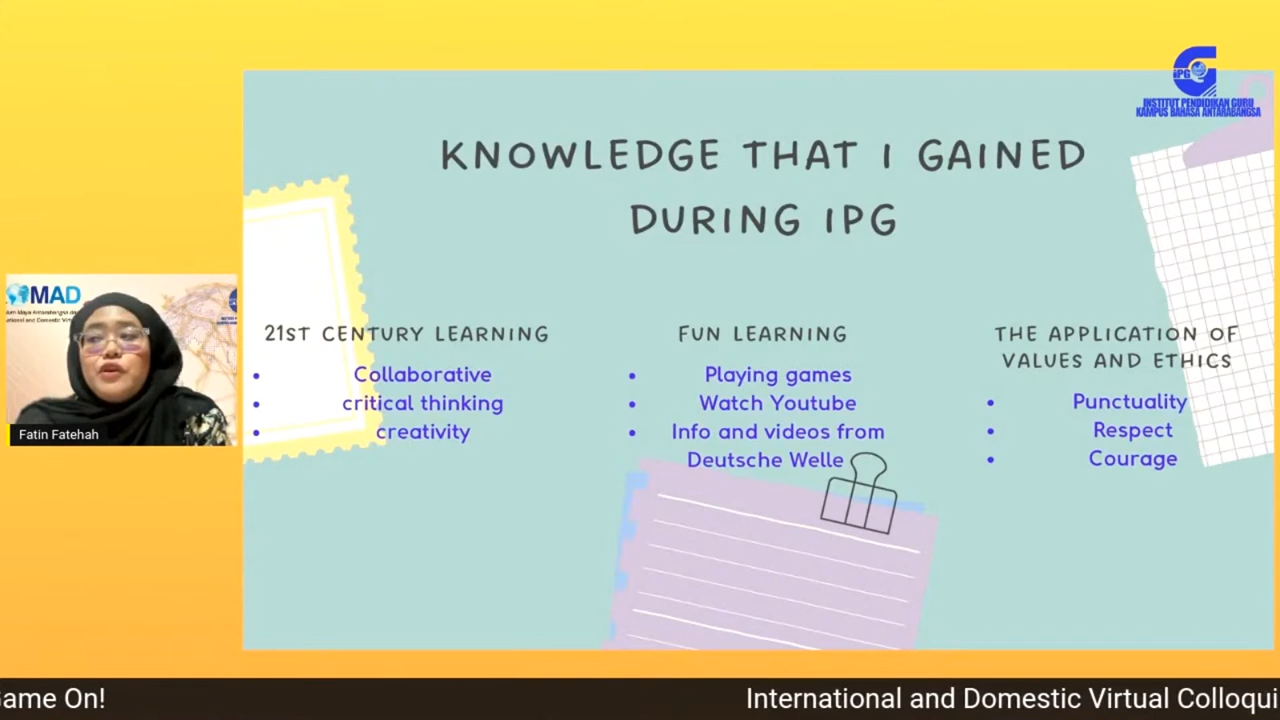 INSTITUT PENDIDIKAN GURU
KAMPUS BAHASA ANTARABANGSA
KNOWLEDGE THAT I GAINED
DURING IPG
21ST CENTURY LEARNING
Collaborative
critical thinking
creativity
FUN LEARNING
Playing games
Watch Youtube
Info and videos from
Deutsche Welle
THE APPLICATION OF
VALUES AND ETHICS
Punctuality
Respect
Courage
MAD
Fatin Fatehah
Game On!
International and Domestic Virtual Colloqui